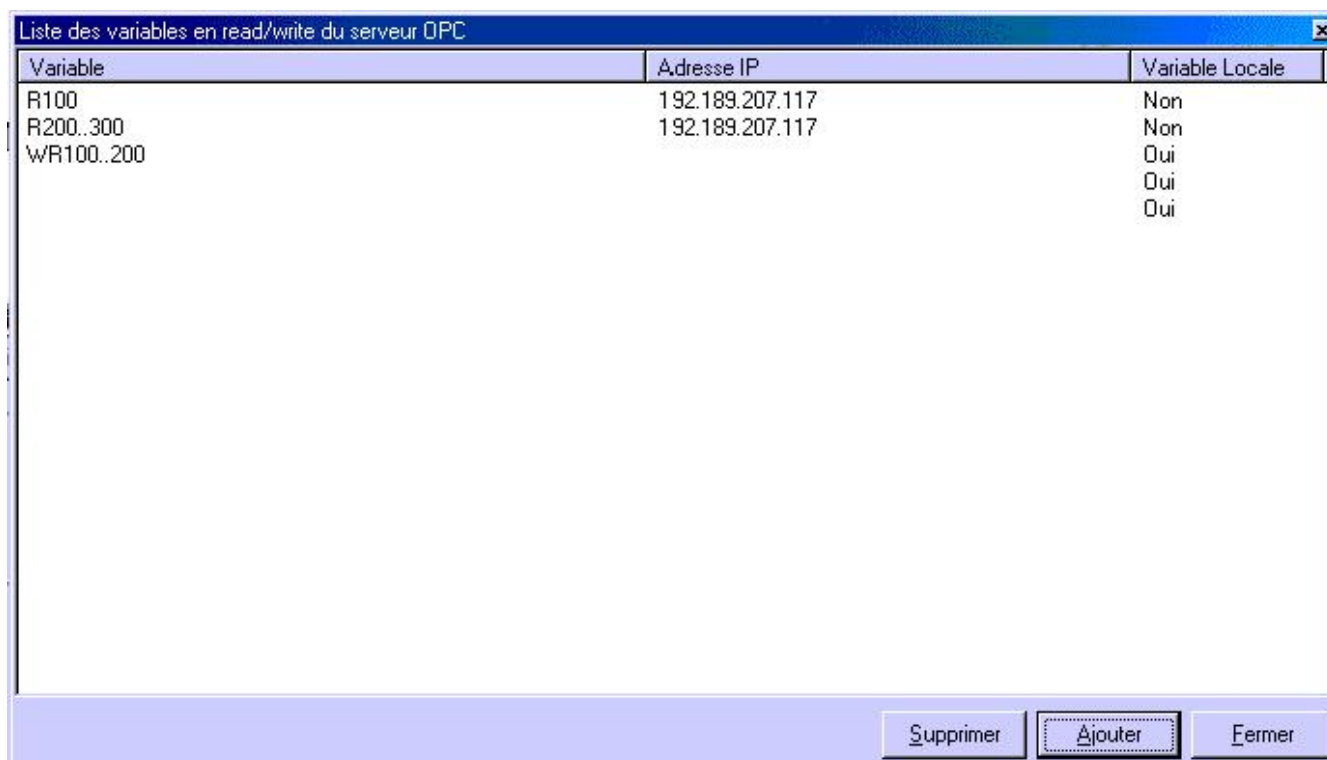 Liste des variables en read/write du serveur OPC
Variable Adresse IP Variable Locale
R100 192.189.207.117 Non
R200..300 192.189.207.117 Non
WR100..200 Oui
Oui
Oui
Supprimer Ajouter Fermer